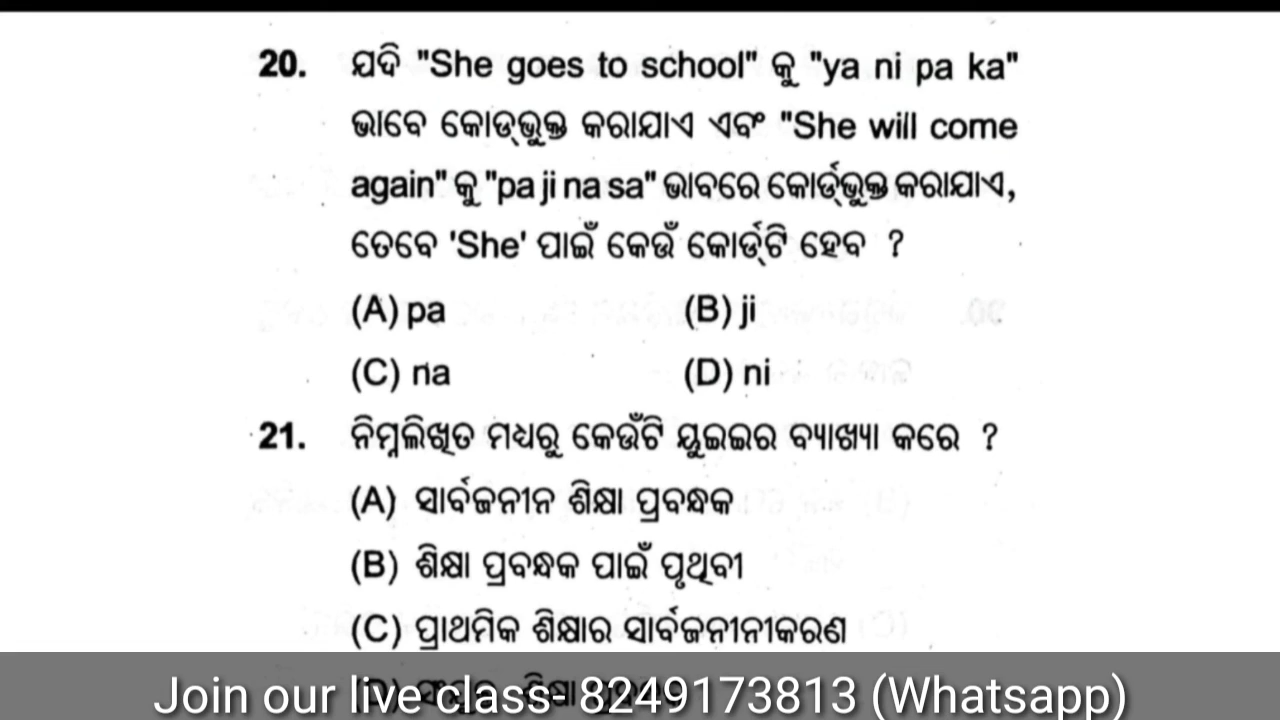 20. ଯଦି "She goes to school" କୁ "ya ni pa ka"
ଭାବେ କୋଡ୍‌ଭୁକ୍ତ କରାଯାଏ ଏବଂ "She will come
again" କୁ "pa ji na sa" ଭାବରେ କୋର୍ଡ୍‌ଭୁକ୍ତ କରାଯାଏ,
ତେବେ 'She' ପାଇଁ କେଉଁ କୋର୍ଡ୍‌ଟି ହେବ ?
(A) pa (B) ji
(C) na (D) ni
21. ନିମ୍ନଲିଖିତ ମଧ୍ୟରୁ କେଉଁଟି ୟୁଇଇର ବ୍ୟାଖ୍ୟା କରେ ?
(A) ସାର୍ବଜନୀନ ଶିକ୍ଷା ପ୍ରବନ୍ଧକ
(B) ଶିକ୍ଷା ପ୍ରବନ୍ଧକ ପାଇଁ ପୃଥିବୀ
(C) ପ୍ରାଥମିକ ଶିକ୍ଷାର ସାର୍ବଜନୀନୀକରଣ
(D) ଶିକ୍ଷା
Join our live class- 8249173813 (Whatsapp)